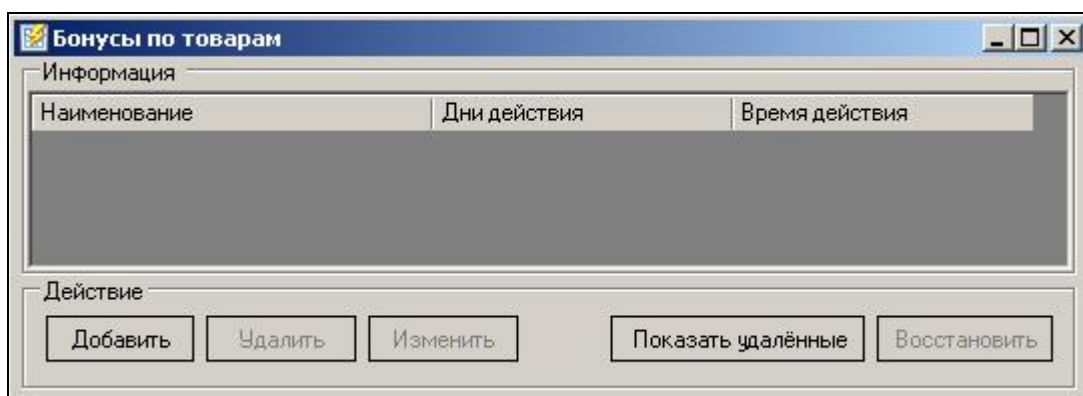 Бонусы по товарам
Информация
Наименование Дни действия Время действия
Действие
Добавить Удалить Изменить Показать удалённые Восстановить